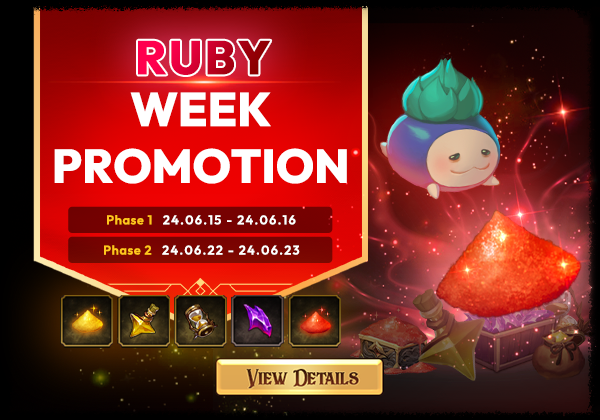 RUBY
WEEK
PROMOTION
Phase 1 24.06.15 - 24.06.16
Phase 2 24.06.22 - 24.06.23
View Details